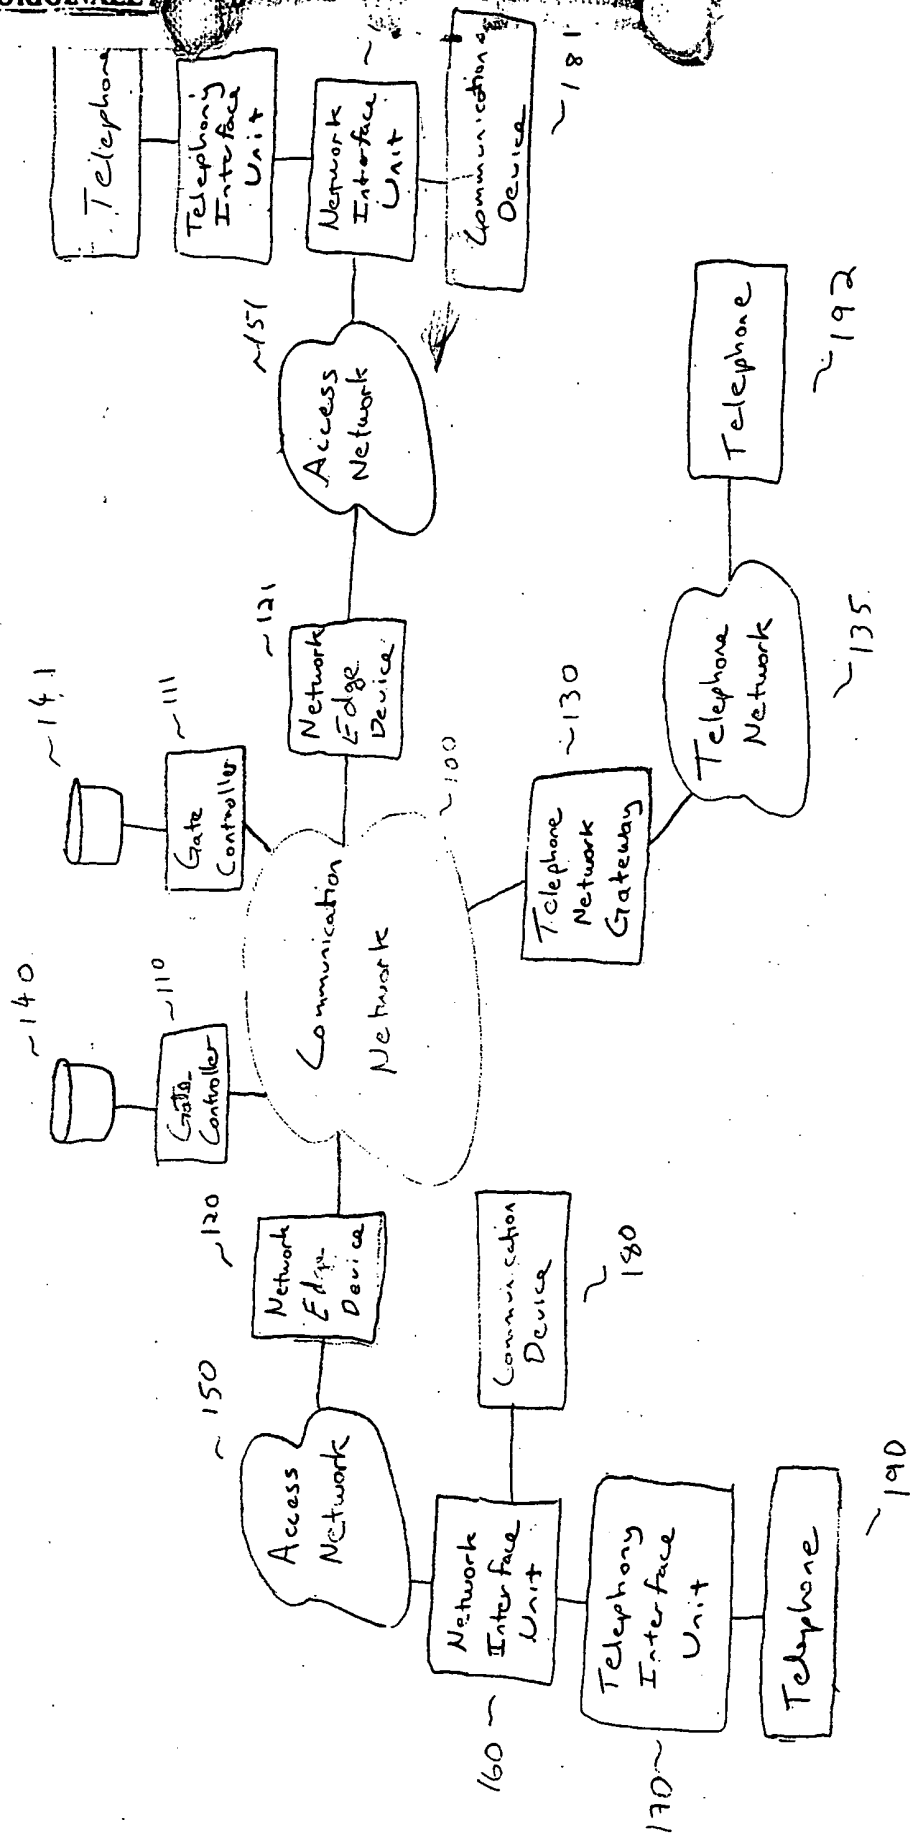 ~140
~110
Gate
Controller
~141
~111
Gate
Controller
~150
Access
Network
~120
Network
Edge
Device
Communication
Network
~100
~121
Network
Edge
Device
~151
Access
Network
Network
Interface
Unit
Telephony
Interface
Unit
Telephone
Communications
Device
~181
160~
Network
Interface
Unit
Communication
Device
~180
170~
Telephony
Interface
Unit
Telephone
~190
Telephone
Network
Gateway
~130
Telephone
Network
~135
Telephone
~192